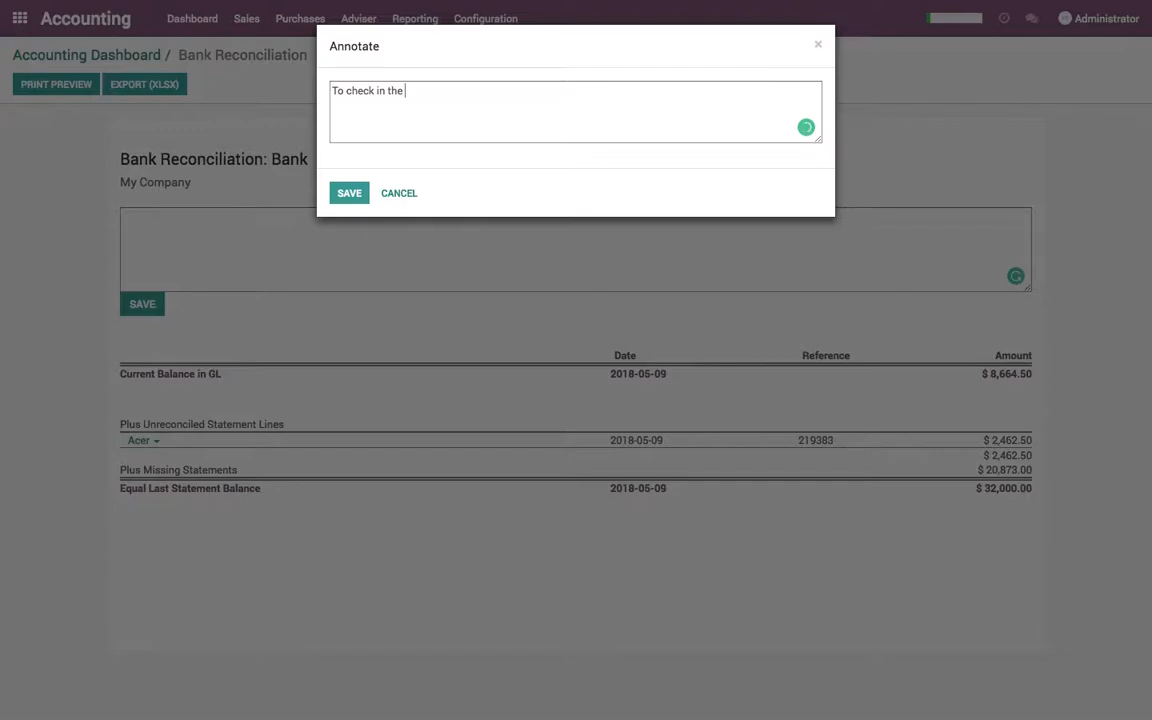 Accounting Dashboard Sales Purchases Adviser Reporting Configuration Administrator
Accounting Dashboard / Bank Reconciliation
PRINT PREVIEW EXPORT (XLSX)
Annotate ×
To check in the
SAVE CANCEL
Bank Reconciliation: Bank
My Company
SAVE
Date Reference Amount
Current Balance in GL 2018-05-09 $ 8,664.50
Plus Unreconciled Statement Lines
Acer 2018-05-09 219383 $ 2,462.50
$ 2,462.50
Plus Missing Statements $ 20,873.00
Equal Last Statement Balance 2018-05-09 $ 32,000.00